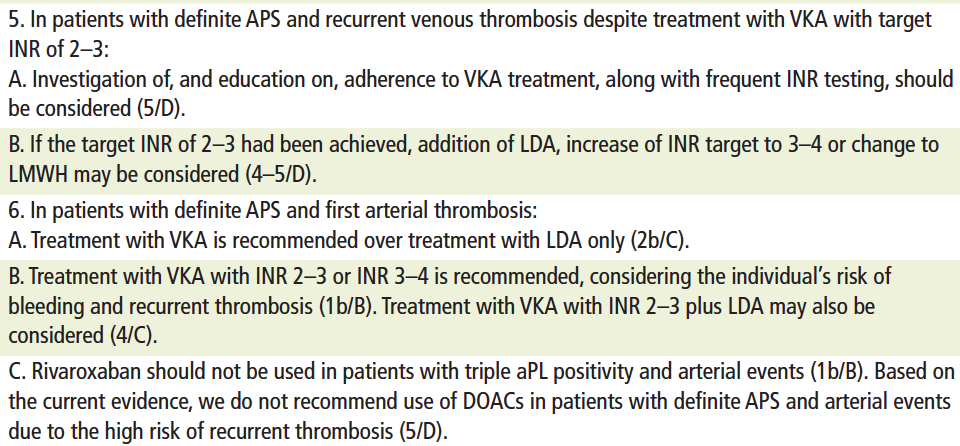 5. In patients with definite APS and recurrent venous thrombosis despite treatment with VKA with target
INR of 2–3:
A. Investigation of, and education on, adherence to VKA treatment, along with frequent INR testing, should
be considered (5/D).
B. If the target INR of 2–3 had been achieved, addition of LDA, increase of INR target to 3–4 or change to
LMWH may be considered (4–5/D).
6. In patients with definite APS and first arterial thrombosis:
A. Treatment with VKA is recommended over treatment with LDA only (2b/C).
B. Treatment with VKA with INR 2–3 or INR 3–4 is recommended, considering the individual’s risk of
bleeding and recurrent thrombosis (1b/B). Treatment with VKA with INR 2–3 plus LDA may also be
considered (4/C).
C. Rivaroxaban should not be used in patients with triple aPL positivity and arterial events (1b/B). Based on
the current evidence, we do not recommend use of DOACs in patients with definite APS and arterial events
due to the high risk of recurrent thrombosis (5/D).